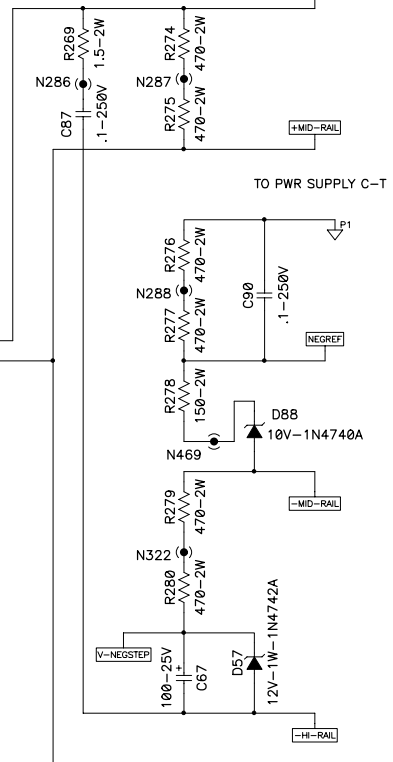 R269
1.5-2W
R274
470-2W
N286
N287
C87
.1-250V
R275
470-2W
+MID-RAIL
TO PWR SUPPLY C-T
P1
R276
470-2W
N288
C90
.1-250V
R277
470-2W
NEGREF
R278
150-2W
D88
10V-1N4740A
N469
R279
470-2W
-MID-RAIL
N322
R280
470-2W
V-NEGSTEP
100-25V
+
C67
D57
12V-1W-1N4742A
-HI-RAIL